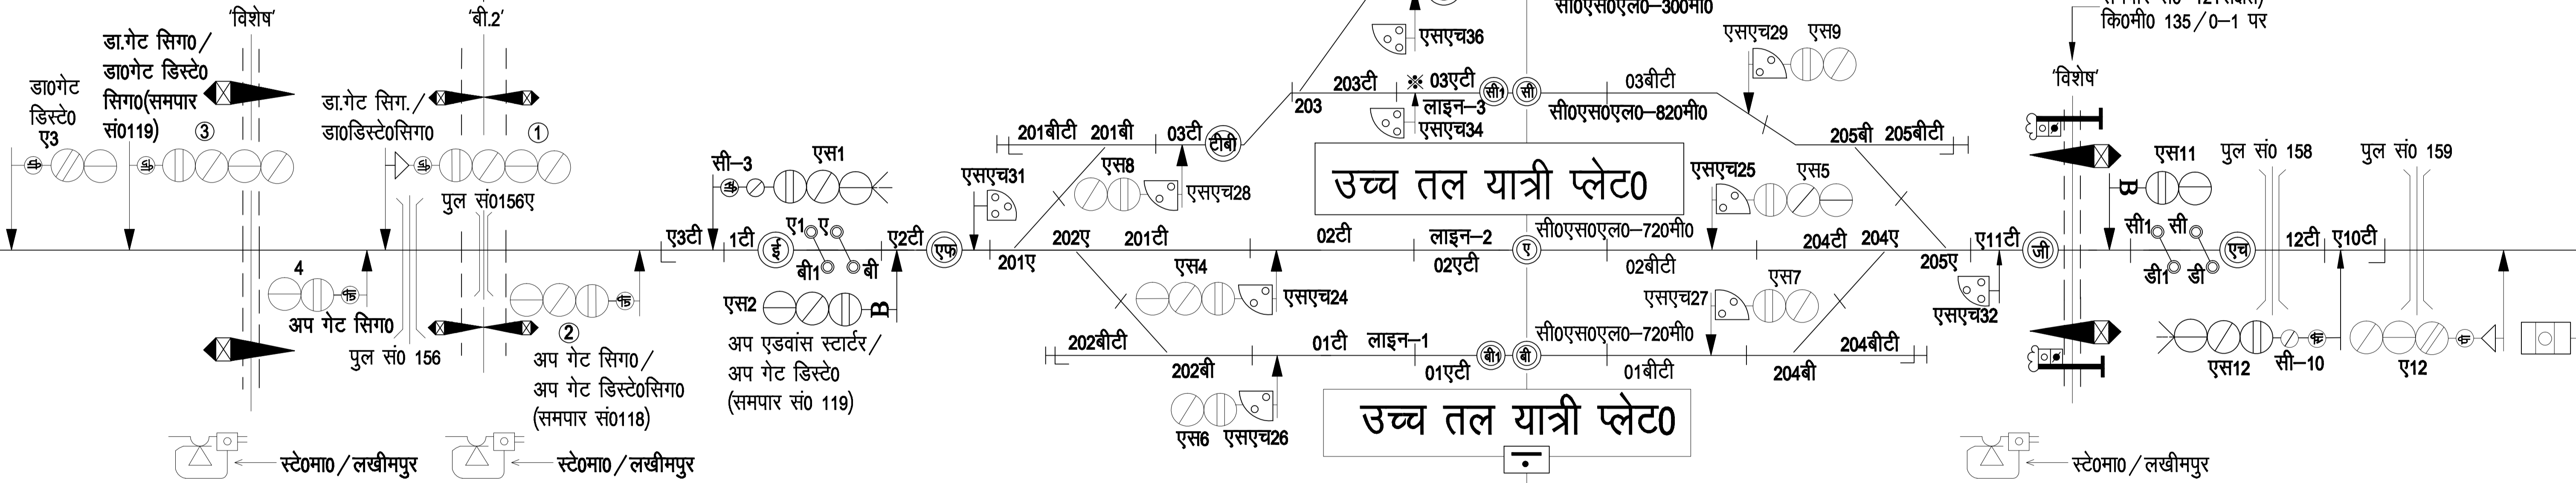 'विशेष'
'बी.2'
सी0एस0एल0–300मी0
कि0मी0 135/0–1 पर
डा.गेट सिग0/
डा0गेट डिस्टे0
सिग0(समपार
सं0119)
③
डा0गेट
डिस्टे0
ए3
डा.गेट सिग./
डा0डिस्टे0सिग0
①
एसएच36
203टी
※ 03एटी
सी1
सी
03बीटी
203
लाइन–3
एसएच34
सी0एस0एल0–820मी0
एसएच29
एस9
'विशेष'
201बीटी
201बी
03टी
टीबी
205बी
205बीटी
पुल सं0156ए
सी–3
एस1
एसएच31
एस8
एसएच28
उच्च तल यात्री प्लेट0
एसएच25
एस5
B
एस11
पुल सं0 158
पुल सं0 159
ए3टी
1टी
ई
ए1
ए
बी1
बी
ए2टी
एफ
201ए
202ए
201टी
02टी
लाइन–2
02एटी
ए
सी0एस0एल0–720मी0
02बीटी
204टी
204ए
205ए
ए11टी
जी
सी1
सी
डी1
डी
एच
12टी
ए10टी
4
अप गेट सिग0
पुल सं0 156
②
अप गेट सिग0/
अप गेट डिस्टे0सिग0
(समपार सं0118)
एस2
B
अप एडवांस स्टार्टर/
अप गेट डिस्टे0
(समपार सं0 119)
एस4
एसएच24
एसएच27
एस7
एसएच32
202बीटी
202बी
01टी
लाइन–1
01एटी
बी1
बी
सी0एस0एल0–720मी0
01बीटी
204बी
204बीटी
एस12
सी–10
ए12
एस6
एसएच26
उच्च तल यात्री प्लेट0
स्टे0मा0/लखीमपुर
स्टे0मा0/लखीमपुर
स्टे0मा0/लखीमपुर